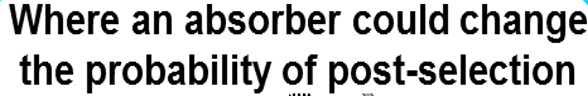 Where an absorber could change
the probability of post-selection